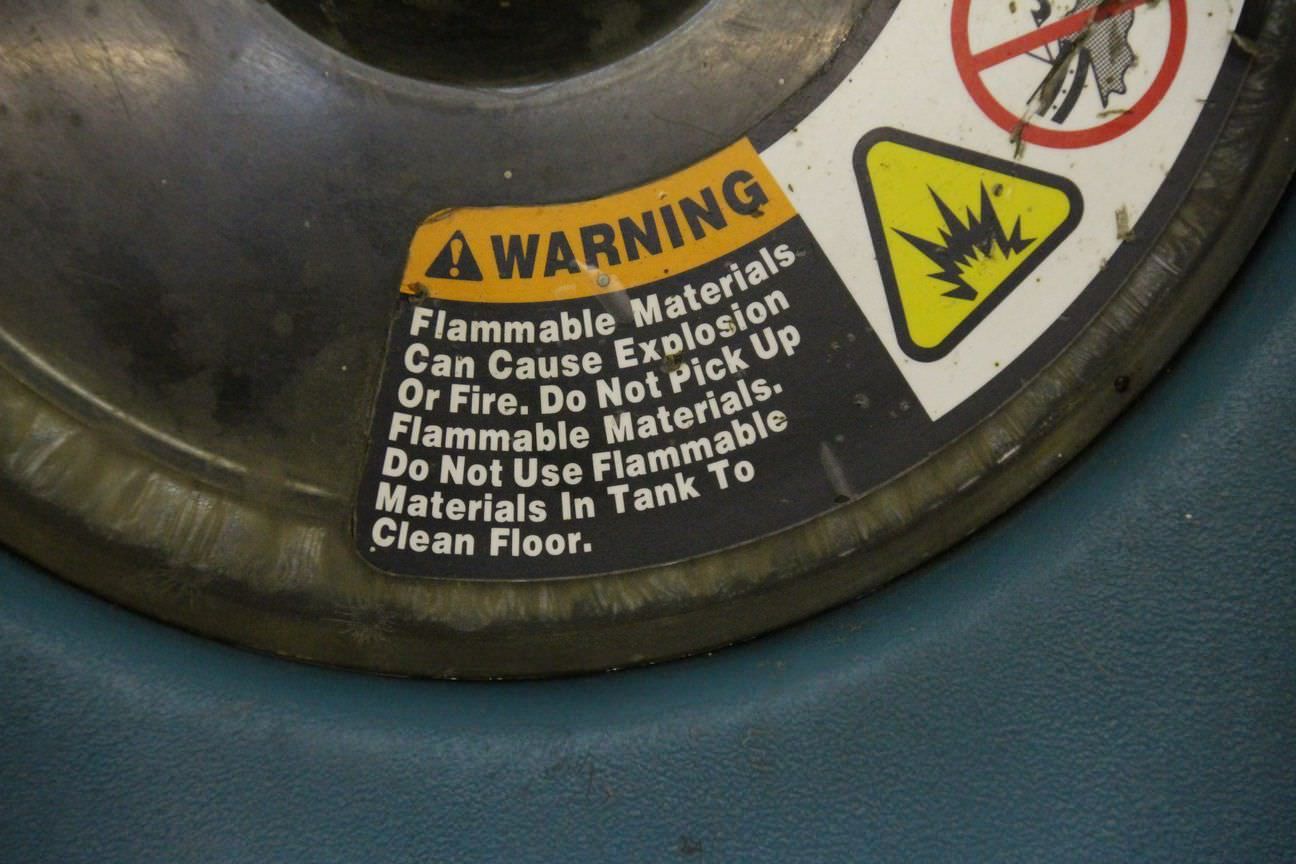 WARNING
Flammable Materials
Can Cause Explosion
Or Fire. Do Not Pick Up
Flammable Materials.
Do Not Use Flammable
Materials In Tank To
Clean Floor.